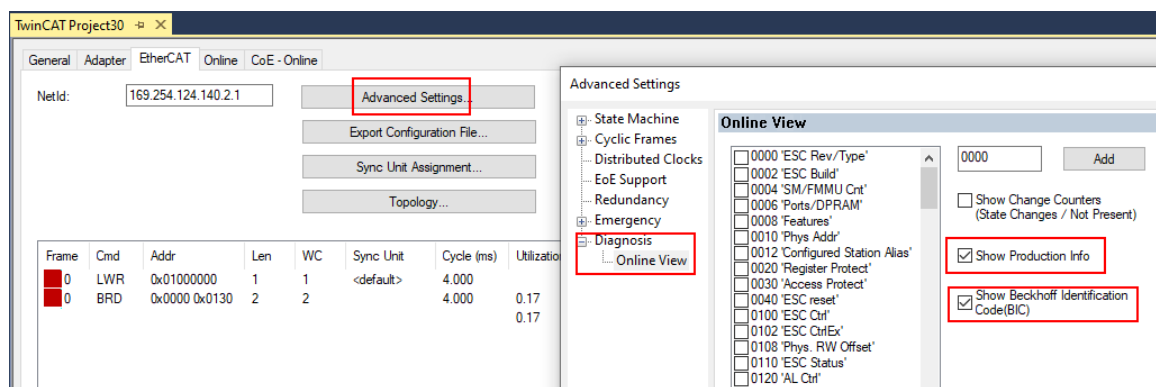 TwinCAT Project30
General Adapter EtherCAT Online CoE - Online
NetId: 169.254.124.140.2.1
Advanced Settings...
Export Configuration File...
Sync Unit Assignment...
Topology...
Frame Cmd Addr Len WC Sync Unit Cycle (ms) Utilizatio
0 LWR 0x01000000 1 1 <default> 4.000
0 BRD 0x0000 0x0130 2 2 4.000 0.17
0.17
Advanced Settings
State Machine
Cyclic Frames
Distributed Clocks
EoE Support
Redundancy
Emergency
Diagnosis
Online View
Online View
0000 'ESC Rev/Type'
0002 'ESC Build'
0004 'SM/FMMU Cnt'
0006 'Ports/DPRAM'
0008 'Features'
0010 'Phys Addr'
0012 'Configured Station Alias'
0020 'Register Protect'
0030 'Access Protect'
0040 'ESC reset'
0100 'ESC Ctrl'
0102 'ESC CtrlEx'
0108 'Phys. RW Offset'
0110 'ESC Status'
0120 'AL Ctrl'
0000 Add
Show Change Counters
(State Changes / Not Present)
Show Production Info
Show Beckhoff Identification
Code(BIC)